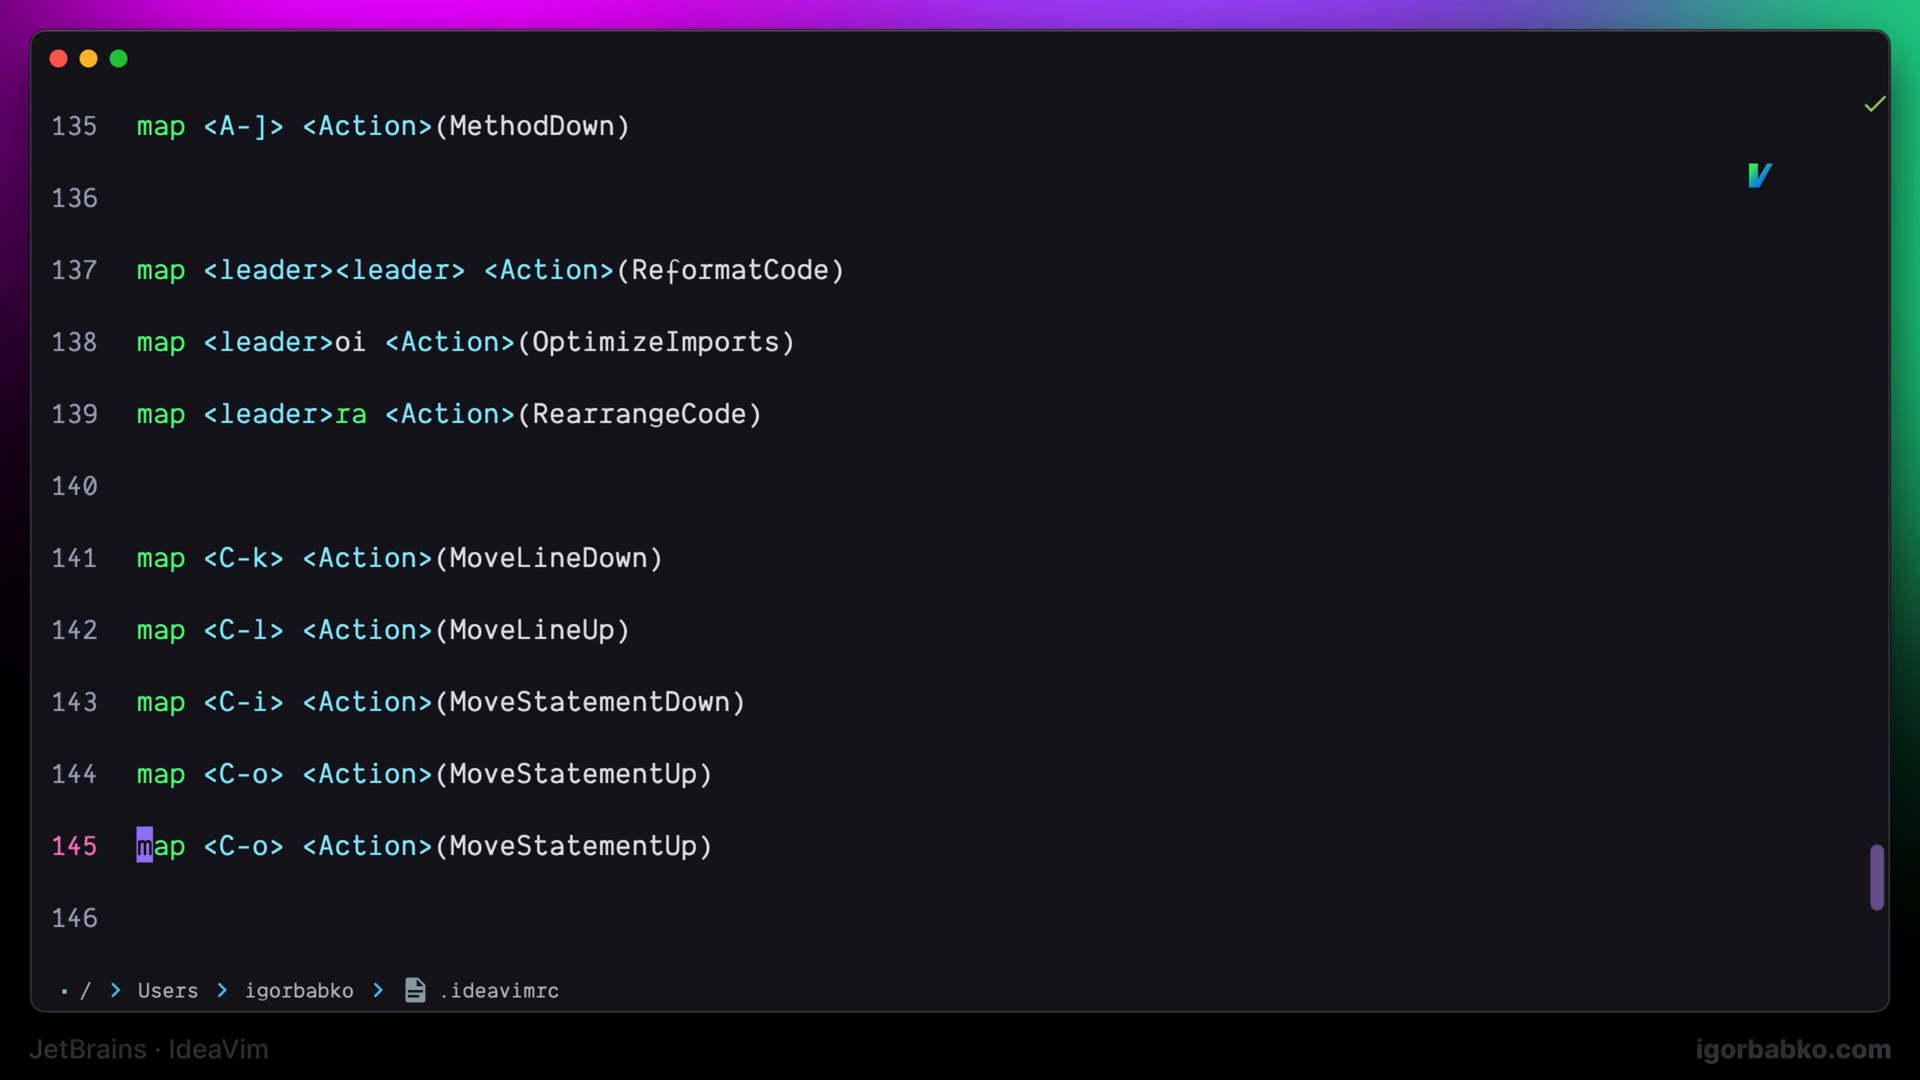 135 map <A-]> <Action>(MethodDown)
136
137 map <leader><leader> <Action>(ReformatCode)
138 map <leader>oi <Action>(OptimizeImports)
139 map <leader>ra <Action>(RearrangeCode)
140
141 map <C-k> <Action>(MoveLineDown)
142 map <C-l> <Action>(MoveLineUp)
143 map <C-i> <Action>(MoveStatementDown)
144 map <C-o> <Action>(MoveStatementUp)
145 map <C-o> <Action>(MoveStatementUp)
146
/ > Users > igorbabko > .ideavimrc
JetBrains · IdeaVim
igorbabko.com